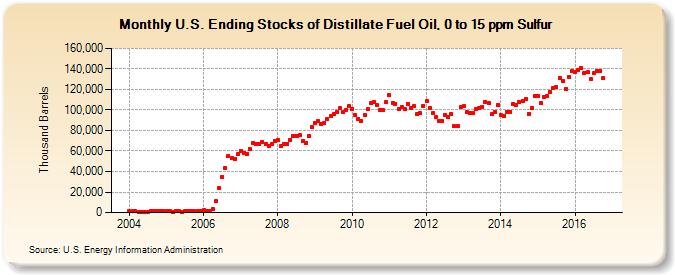 Monthly U.S. Ending Stocks of Distillate Fuel Oil, 0 to 15 ppm Sulfur
Thousand Barrels
160,000
140,000
120,000
100,000
80,000
60,000
40,000
20,000
0
2004 2006 2008 2010 2012 2014 2016
Source: U.S. Energy Information Administration